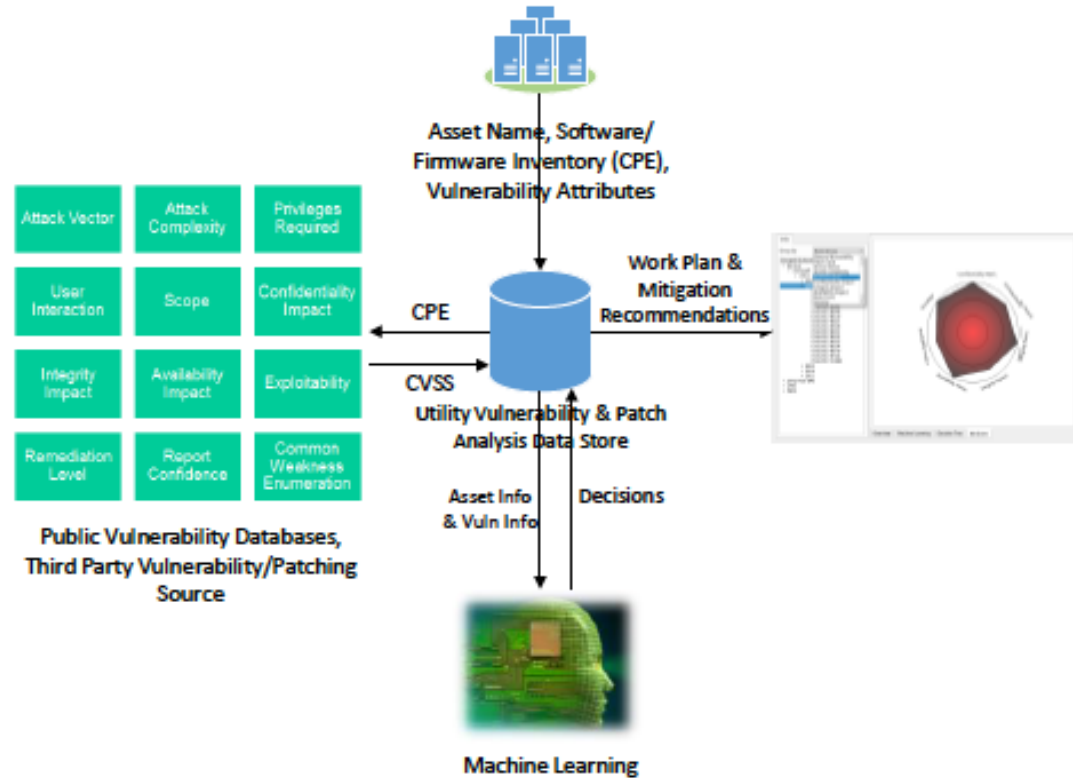 Asset Name, Software/
Firmware Inventory (CPE),
Vulnerability Attributes
Attack Vector
Attack
Complexity
Privileges
Required
User
Interaction
Scope
Confidentiality
Impact
Integrity
Impact
Availability
Impact
Exploitability
Remediation
Level
Report
Confidence
Common
Weakness
Enumeration
Public Vulnerability Databases,
Third Party Vulnerability/Patching
Source
CPE
CVSS
Work Plan &
Mitigation
Recommendations
Utility Vulnerability & Patch
Analysis Data Store
Asset Info
& Vuln Info
Decisions
Machine Learning